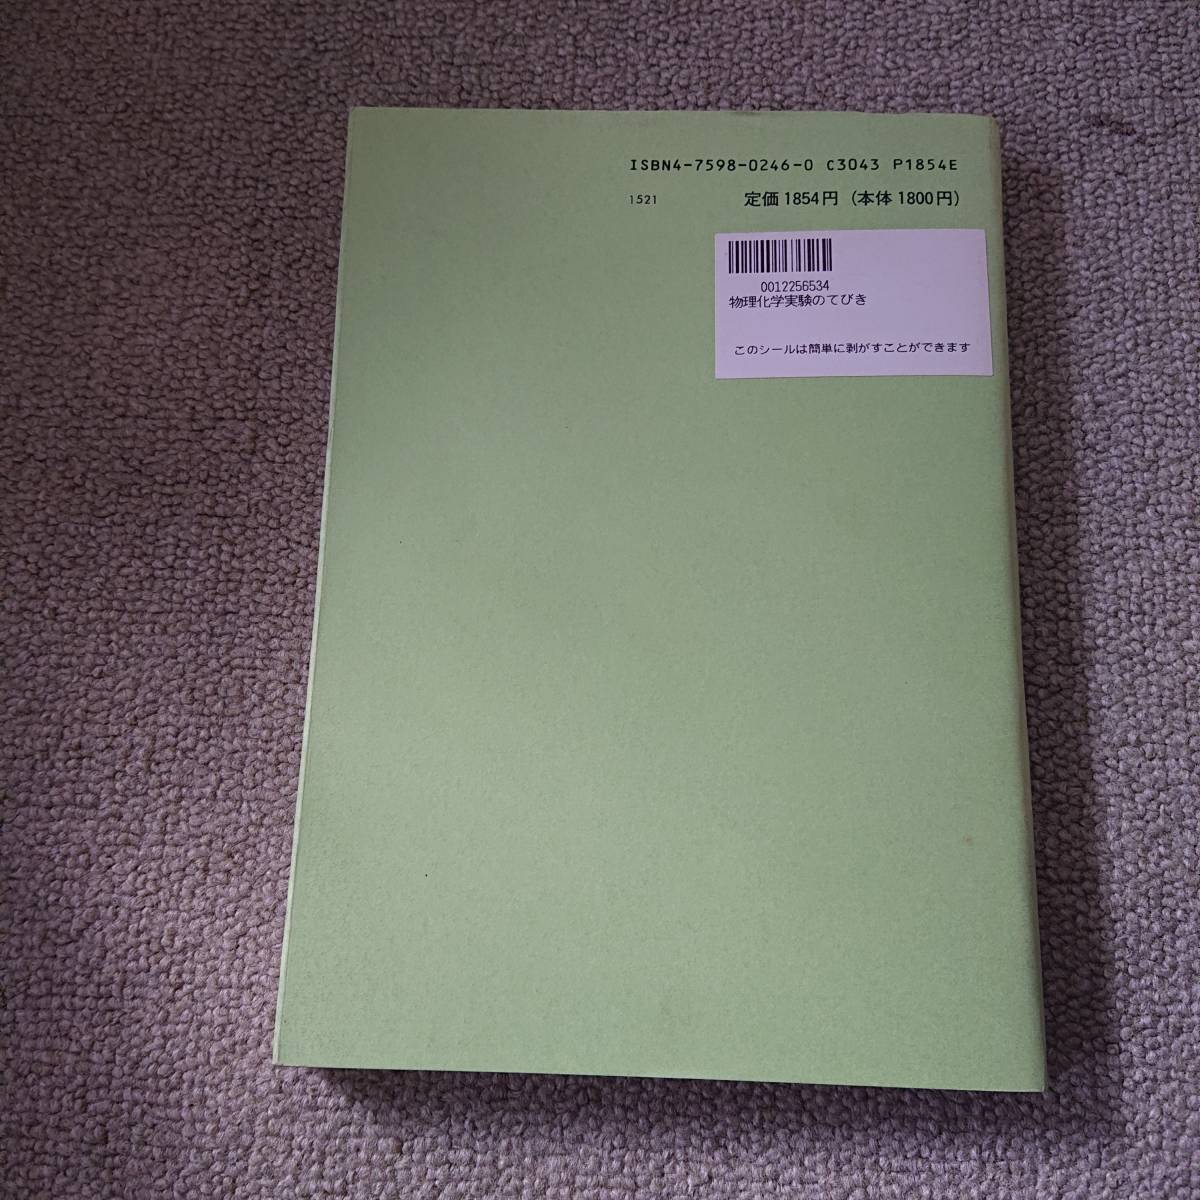 ISBN4-7598-0246-0 C3043 P1854E
1521 定価1854円（本体1800円）
0012256534
物理化学実験のてびき
このシールは簡単に剥がすことができます